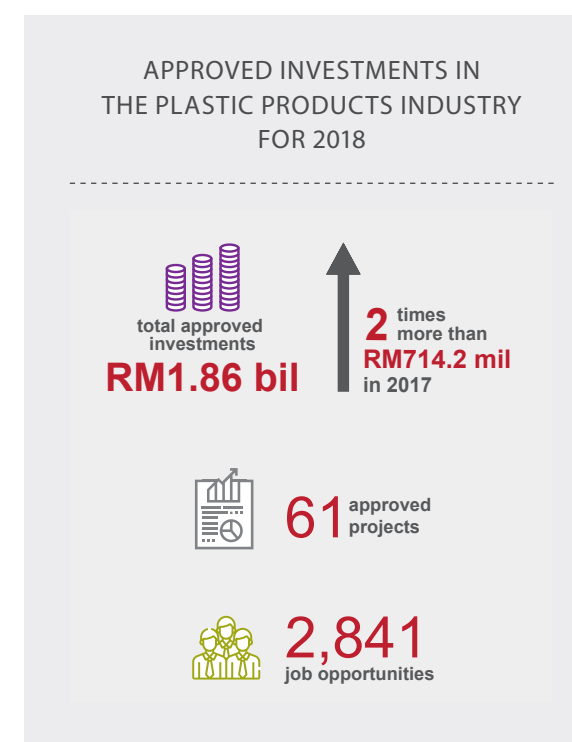 APPROVED INVESTMENTS IN
THE PLASTIC PRODUCTS INDUSTRY
FOR 2018
total approved
investments
RM1.86 bil
2 times
more than
RM714.2 mil
in 2017
61 approved
projects
2,841
job opportunities